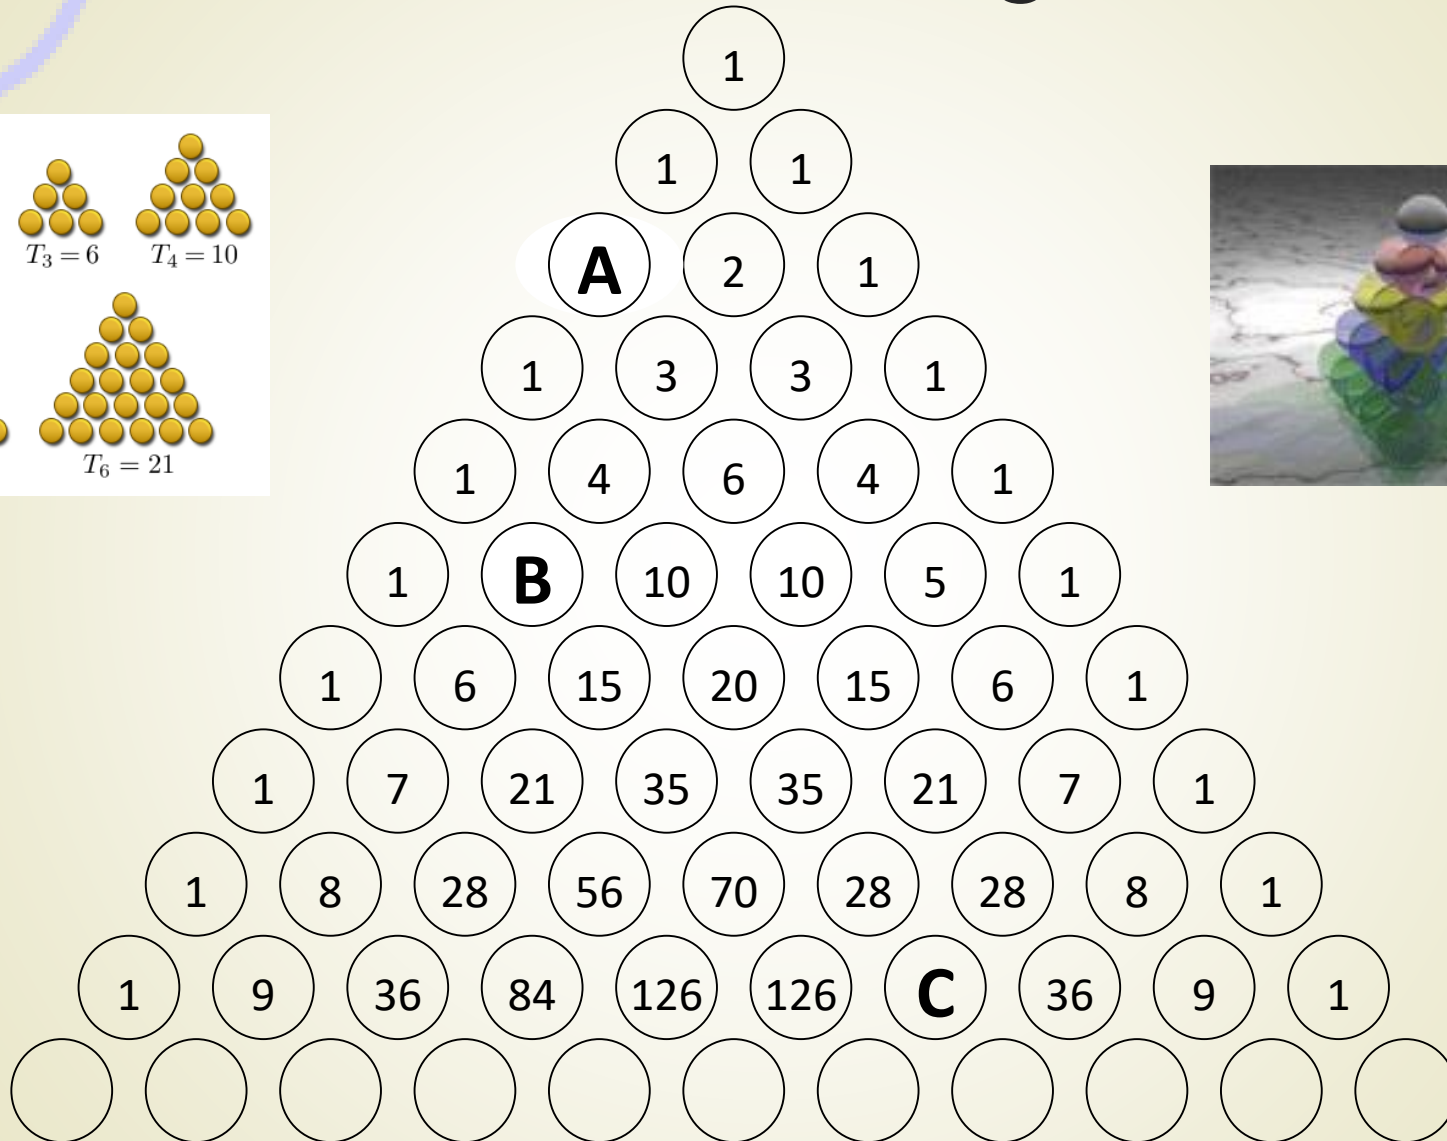 1
1 1
A 2 1
1 3 3 1
1 4 6 4 1
1 B 10 10 5 1
1 6 15 20 15 6 1
1 7 21 35 35 21 7 1
1 8 28 56 70 28 28 8 1
1 9 36 84 126 126 C 36 9 1
T₃ = 6 T₄ = 10
T₆ = 21